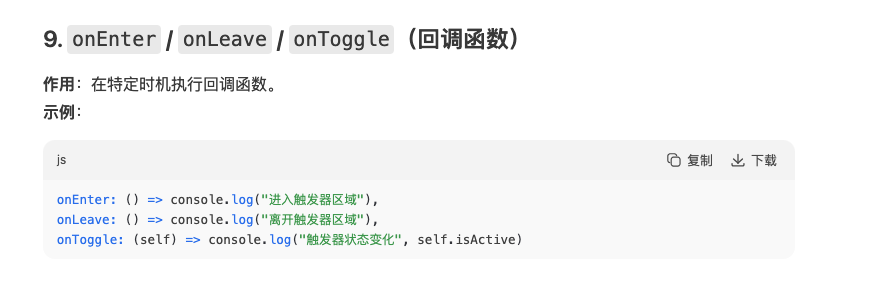 9. onEnter / onLeave / onToggle（回调函数）
作用：在特定时机执行回调函数。
示例：
js 复制 下载
onEnter: () => console.log("进入触发器区域"),
onLeave: () => console.log("离开触发器区域"),
onToggle: (self) => console.log("触发器状态变化", self.isActive)